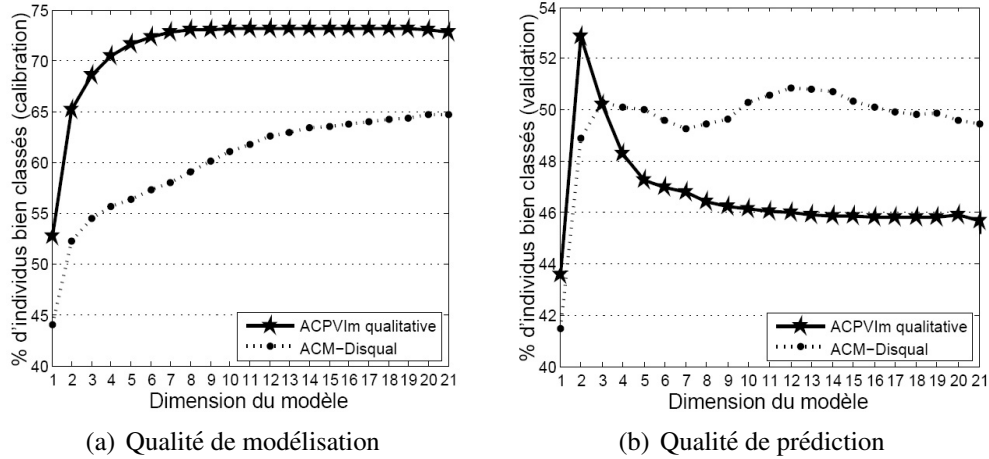 % d'individus bien classés (calibration)
75
70
65
60
55
50
45
40
ACPVIm qualitative
ACM-Disqual
1 2 3 4 5 6 7 8 9 10 11 12 13 14 15 16 17 18 19 20 21
Dimension du modèle
(a) Qualité de modélisation
% d'individus bien classés (validation)
54
52
50
48
46
44
42
40
ACPVIm qualitative
ACM-Disqual
1 2 3 4 5 6 7 8 9 10 11 12 13 14 15 16 17 18 19 20 21
Dimension du modèle
(b) Qualité de prédiction